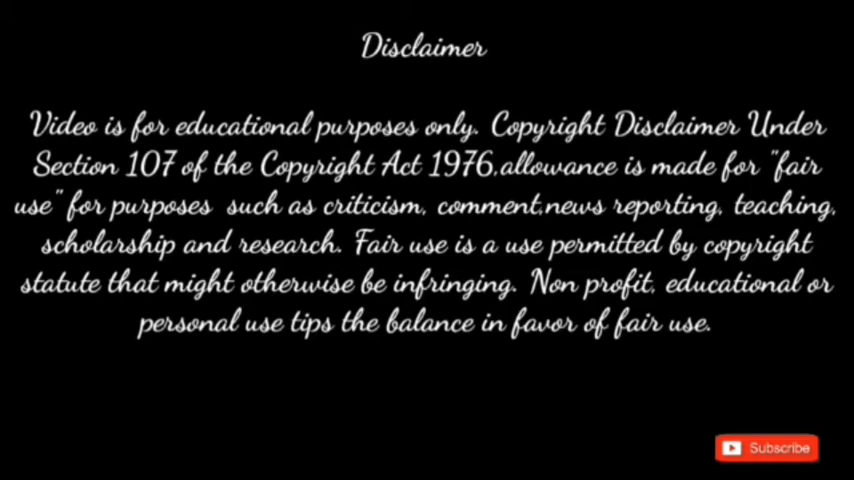 Disclaimer
Video is for educational purposes only. Copyright Disclaimer Under
Section 107 of the Copyright Act 1976,allowance is made for "fair
use" for purposes such as criticism, comment,news reporting, teaching,
scholarship and research. Fair use is a use permitted by copyright
statute that might otherwise be infringing. Non profit, educational or
personal use tips the balance in favor of fair use.
Subscribe